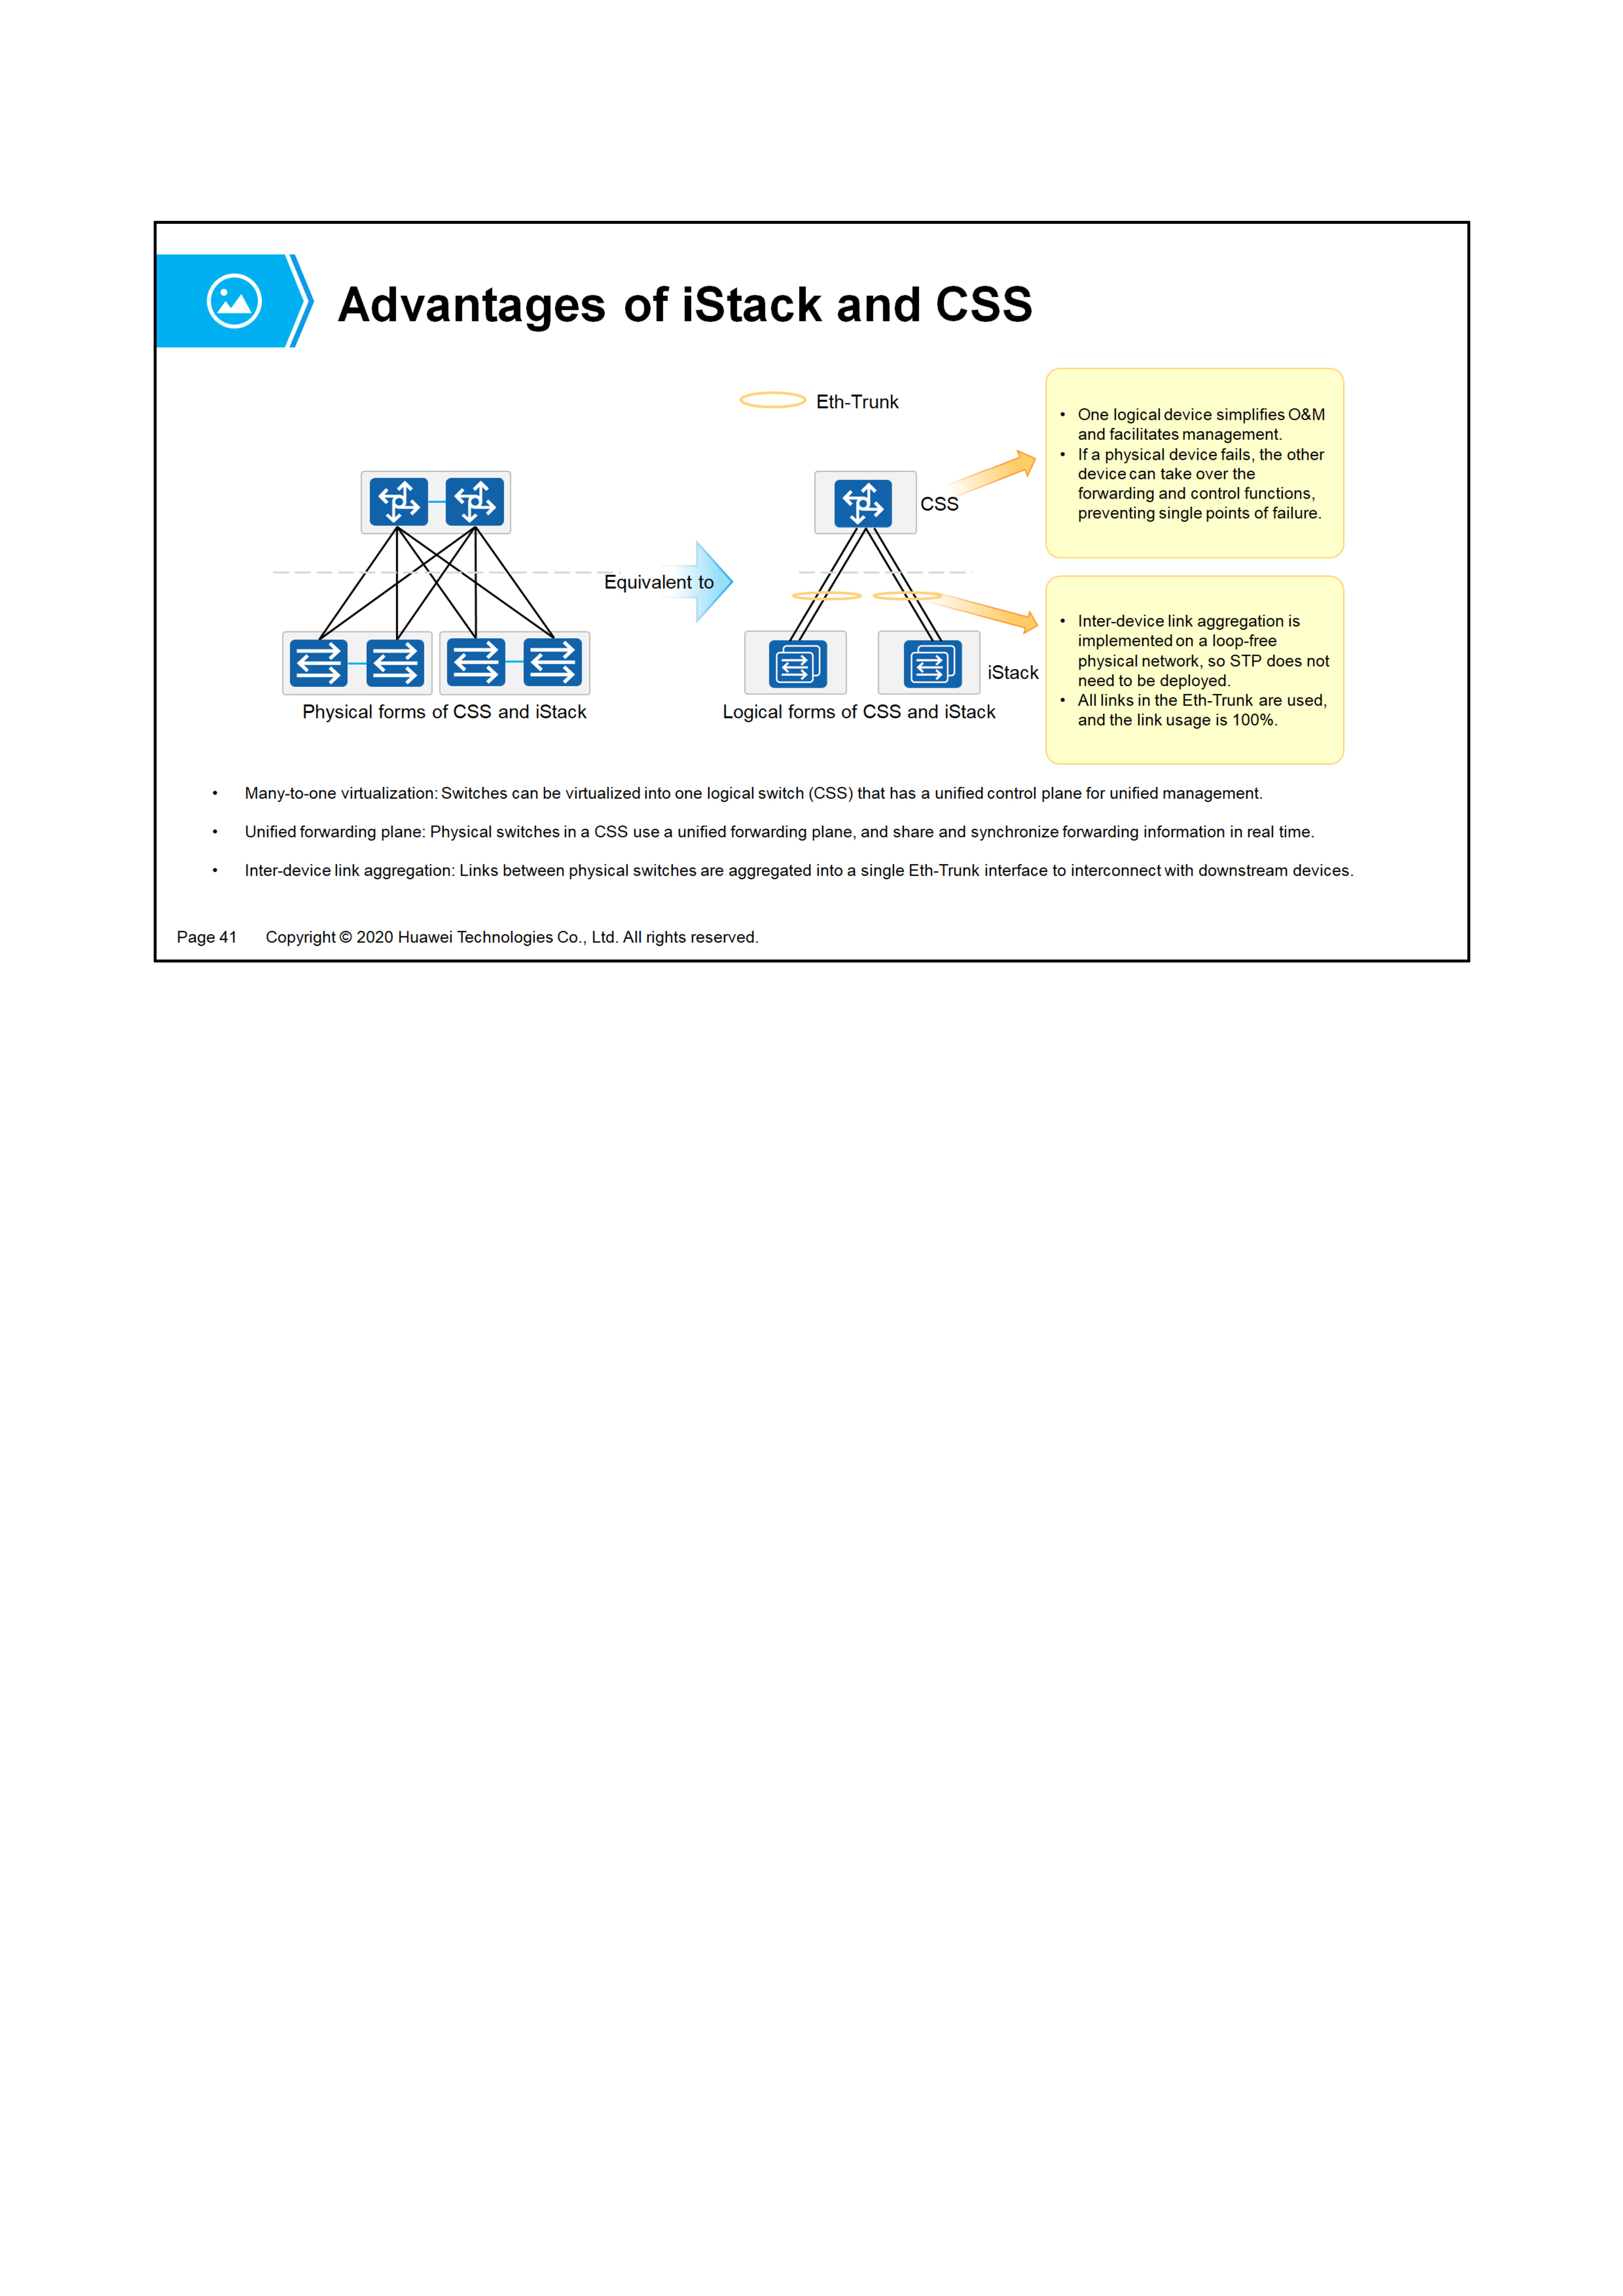 Advantages of iStack and CSS
Eth-Trunk
CSS
• One logical device simplifies O&M
and facilitates management.
• If a physical device fails, the other
device can take over the
forwarding and control functions,
preventing single points of failure.
Equivalent to
• Inter-device link aggregation is
implemented on a loop-free
physical network, so STP does not
need to be deployed.
• All links in the Eth-Trunk are used,
and the link usage is 100%.
iStack
Physical forms of CSS and iStack
Logical forms of CSS and iStack
• Many-to-one virtualization: Switches can be virtualized into one logical switch (CSS) that has a unified control plane for unified management.
• Unified forwarding plane: Physical switches in a CSS use a unified forwarding plane, and share and synchronize forwarding information in real time.
• Inter-device link aggregation: Links between physical switches are aggregated into a single Eth-Trunk interface to interconnect with downstream devices.
Page 41 Copyright © 2020 Huawei Technologies Co., Ltd. All rights reserved.